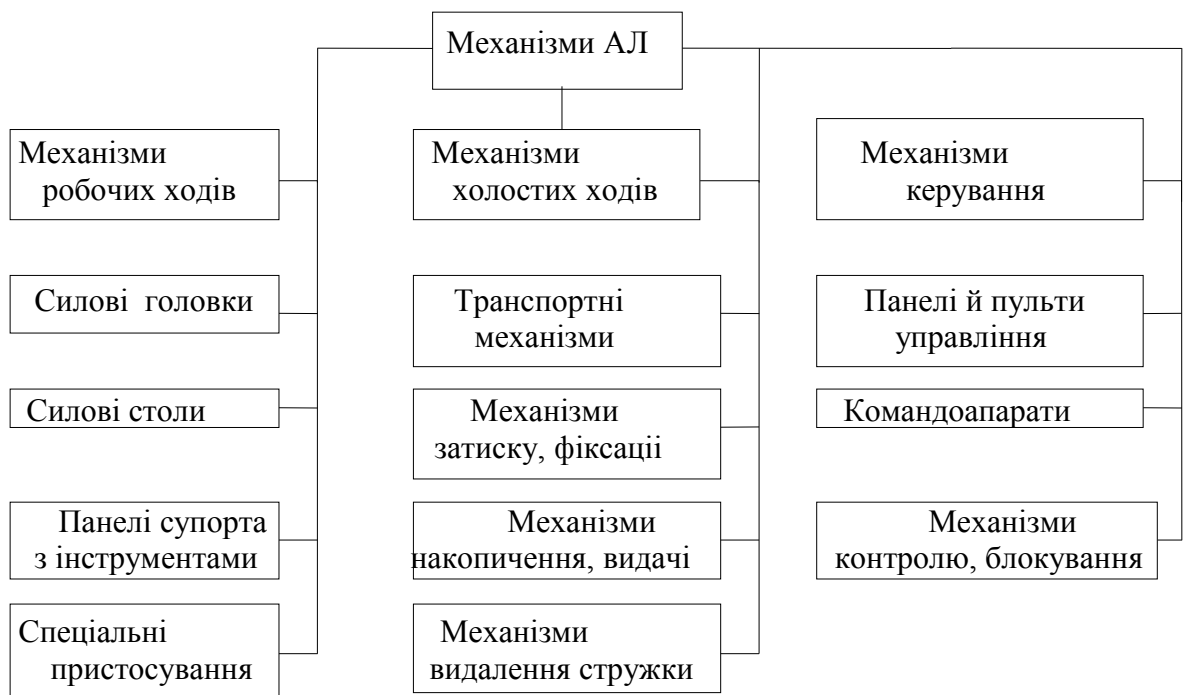 Механізми АЛ
Механізми
робочих ходів
Механізми
холостих ходів
Механізми
керування
Силові головки
Транспортні
механізми
Панелі й пульти
управління
Силові столи
Механізми
затиску, фіксації
Командоапарати
Панелі супорта
з інструментами
Механізми
накопичення, видачі
Механізми
контролю, блокування
Спеціальні
пристосування
Механізми
видалення стружки